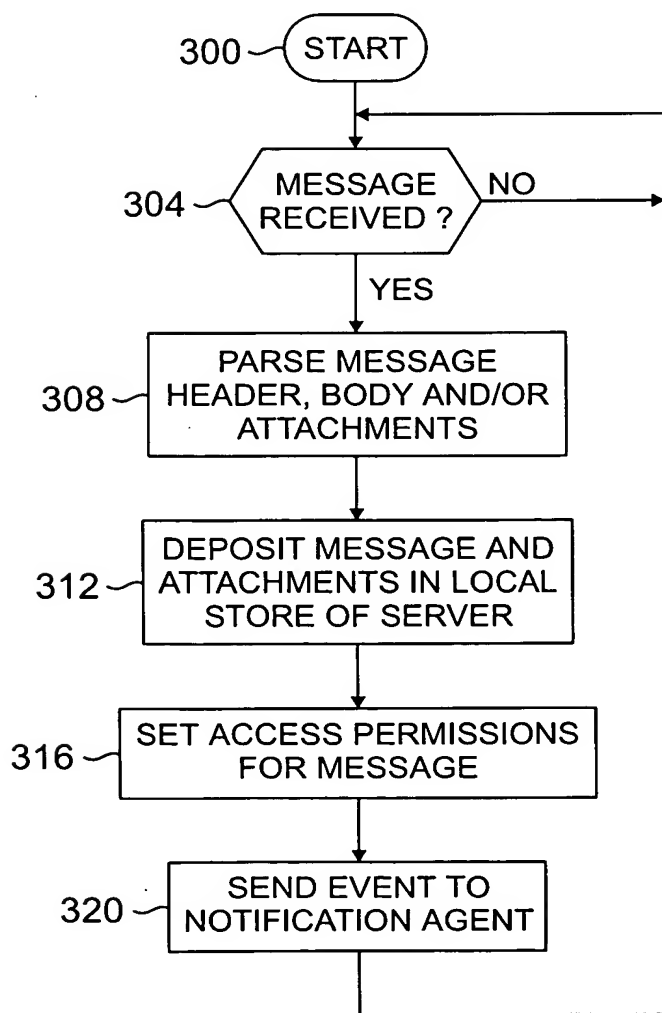 300
START
304
MESSAGE
RECEIVED ?
NO
YES
308
PARSE MESSAGE
HEADER, BODY AND/OR
ATTACHMENTS
312
DEPOSIT MESSAGE AND
ATTACHMENTS IN LOCAL
STORE OF SERVER
316
SET ACCESS PERMISSIONS
FOR MESSAGE
320
SEND EVENT TO
NOTIFICATION AGENT